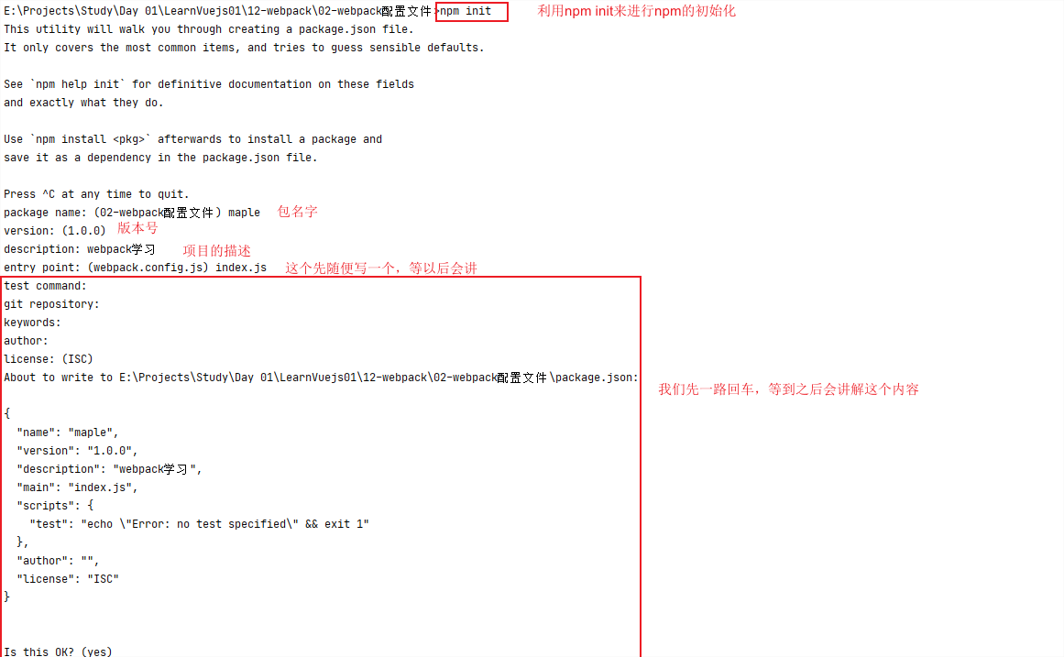 E:\Projects\Study\Day 01\LearnVuejs01\12-webpack\02-webpack配置文件>npm init 利用npm init来进行npm的初始化
This utility will walk you through creating a package.json file.
It only covers the most common items, and tries to guess sensible defaults.
See `npm help init` for definitive documentation on these fields
and exactly what they do.
Use `npm install <pkg>` afterwards to install a package and
save it as a dependency in the package.json file.
Press ^C at any time to quit.
package name: (02-webpack配置文件) maple 包名字
version: (1.0.0) 版本号
description: webpack学习 项目的描述
entry point: (webpack.config.js) index.js 这个先随便写一个，等以后会讲
test command:
git repository:
keywords:
author:
license: (ISC)
About to write to E:\Projects\Study\Day 01\LearnVuejs01\12-webpack\02-webpack配置文件\package.json:
我们先一路回车，等到之后会讲解这个内容
{
"name": "maple",
"version": "1.0.0",
"description": "webpack学习",
"main": "index.js",
"scripts": {
"test": "echo \"Error: no test specified\" && exit 1"
},
"author": "",
"license": "ISC"
}
Is this OK? (yes)